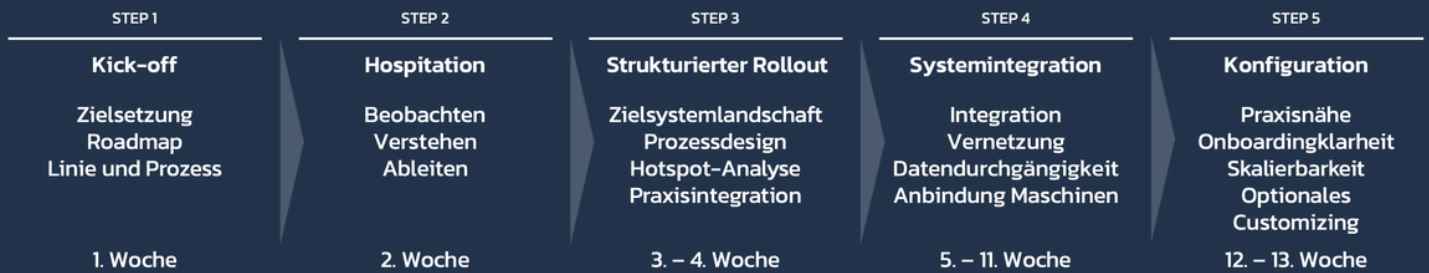 STEP 1
Kick-off
Zielsetzung
Roadmap
Linie und Prozess
1. Woche
STEP 2
Hospitation
Beobachten
Verstehen
Ableiten
2. Woche
STEP 3
Strukturierter Rollout
Zielsystemlandschaft
Prozessdesign
Hotspot-Analyse
Praxisintegration
3. – 4. Woche
STEP 4
Systemintegration
Integration
Vernetzung
Datendurchgängigkeit
Anbindung Maschinen
5. – 11. Woche
STEP 5
Konfiguration
Praxisnähe
Onboardingklarheit
Skalierbarkeit
Optionales
Customizing
12. – 13. Woche